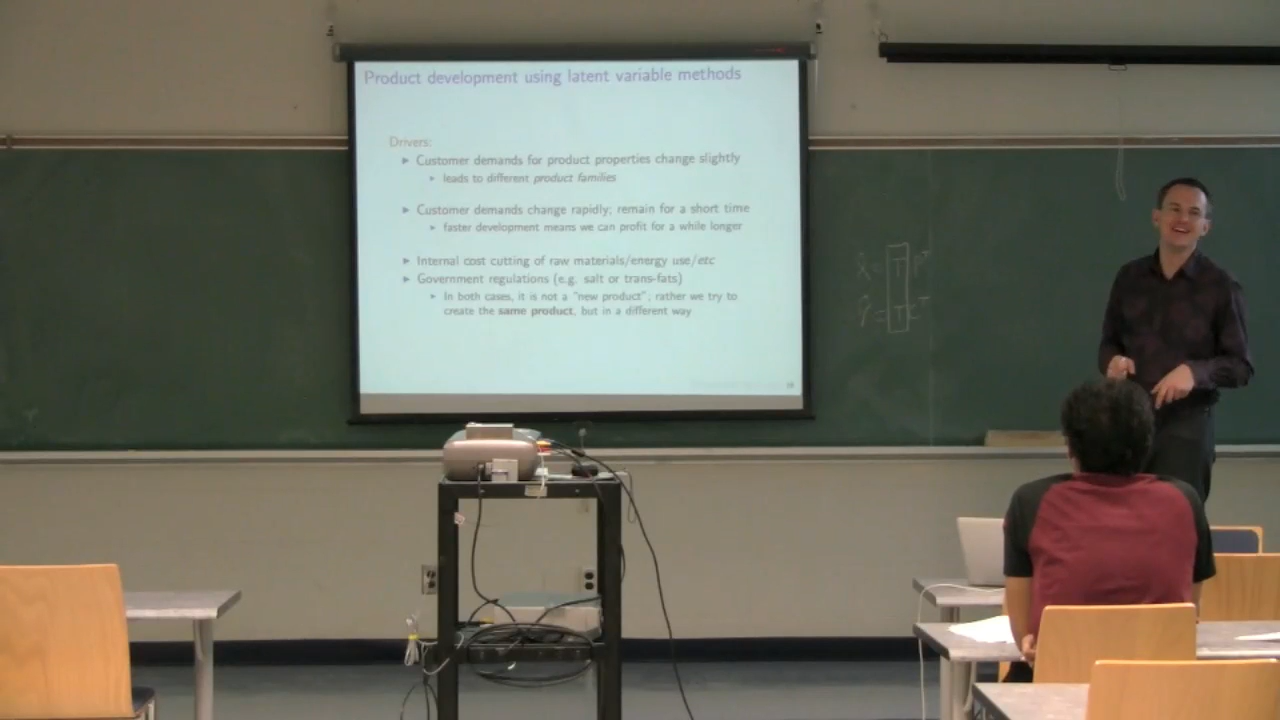 Product development using latent variable methods
Drivers:
Customer demands for product properties change slightly
leads to different product families
Customer demands change rapidly; remain for a short time
faster development means we can profit for a while longer
Internal cost cutting of raw materials/energy use/etc
Government regulations (e.g. salt or trans-fats)
In both cases, it is not a "new product"; rather we try to
create the same product, but in a different way